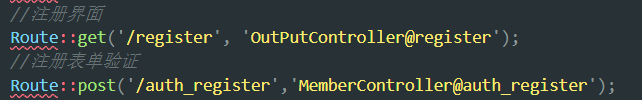 //注册界面
Route::get('/register', 'OutPutController@register');
//注册表单验证
Route::post('/auth_register','MemberController@auth_register');